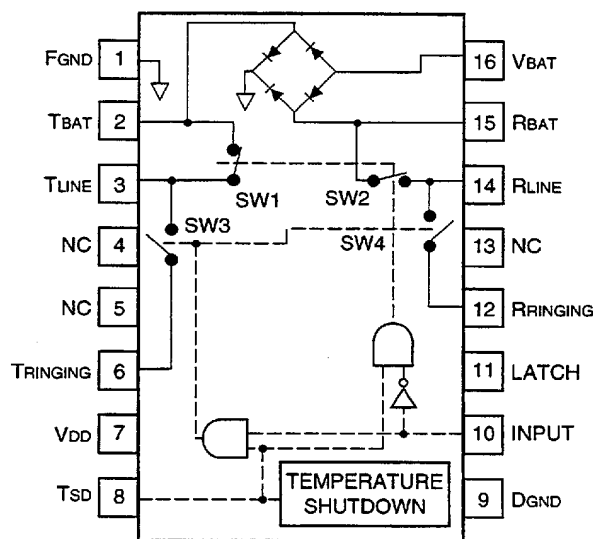 FGND 1
TBAT 2
TLINE 3
NC 4
NC 5
TRINGING 6
VDD 7
TSD 8
16 VBAT
15 RBAT
14 RLINE
13 NC
12 RRINGING
11 LATCH
10 INPUT
9 DGND
SW1
SW2
SW3
SW4
TEMPERATURE
SHUTDOWN